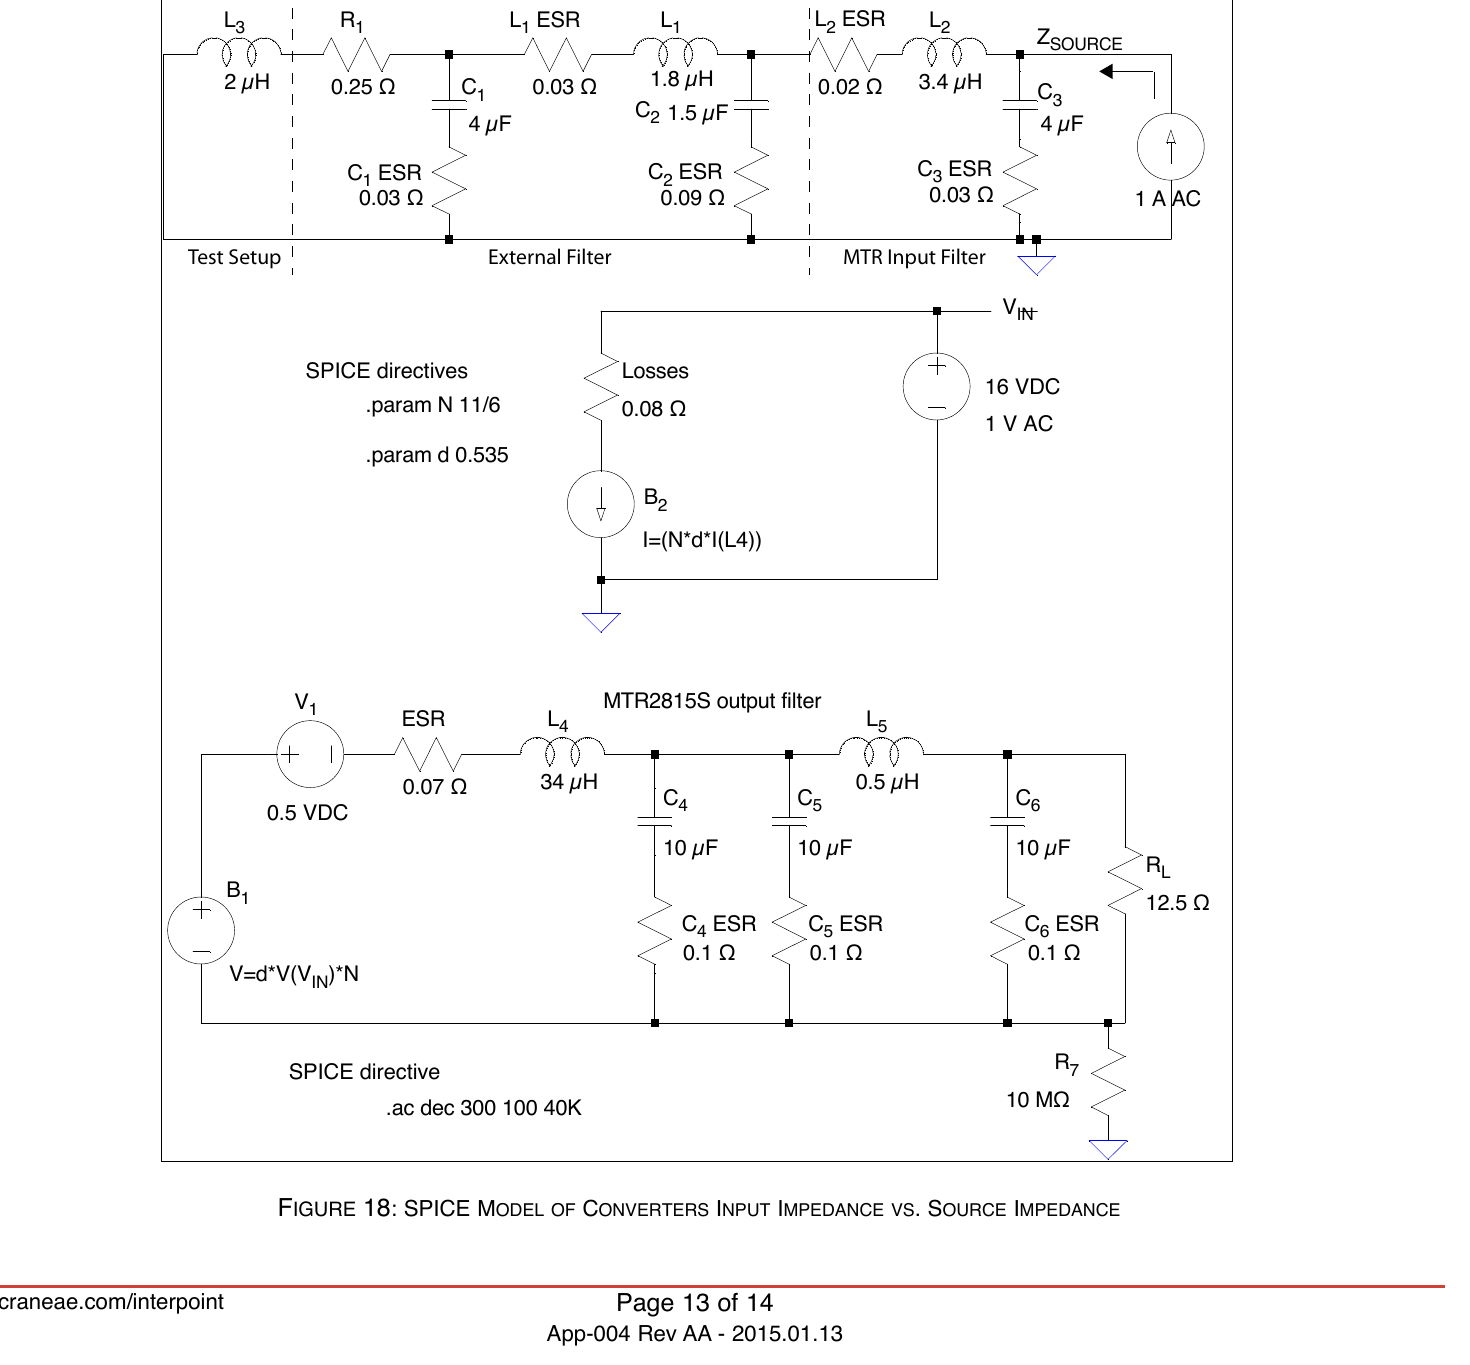 L3 R1 L1 ESR L1 L2 ESR L2 ZSOURCE
2 µH 0.25 Ω 0.03 Ω 1.8 µH 0.02 Ω 3.4 µH
C1 C2 1.5 µF C3
4 µF 4 µF
C1 ESR C2 ESR C3 ESR
0.03 Ω 0.09 Ω 0.03 Ω 1 A AC
Test Setup External Filter MTR Input Filter
VIN
SPICE directives Losses 16 VDC
.param N 11/6 0.08 Ω 1 V AC
.param d 0.535
B2
I=(N*d*I(L4))
MTR2815S output filter
V1 ESR L4 L5
0.5 VDC 0.07 Ω 34 µH 0.5 µH
C4 C5 C6
10 µF 10 µF 10 µF
RL
B1 12.5 Ω
C4 ESR C5 ESR C6 ESR
0.1 Ω 0.1 Ω 0.1 Ω
V=d*V(VIN)*N
SPICE directive R7
.ac dec 300 100 40K 10 MΩ
FIGURE 18: SPICE MODEL OF CONVERTERS INPUT IMPEDANCE VS. SOURCE IMPEDANCE
craneae.com/interpoint Page 13 of 14
App-004 Rev AA - 2015.01.13